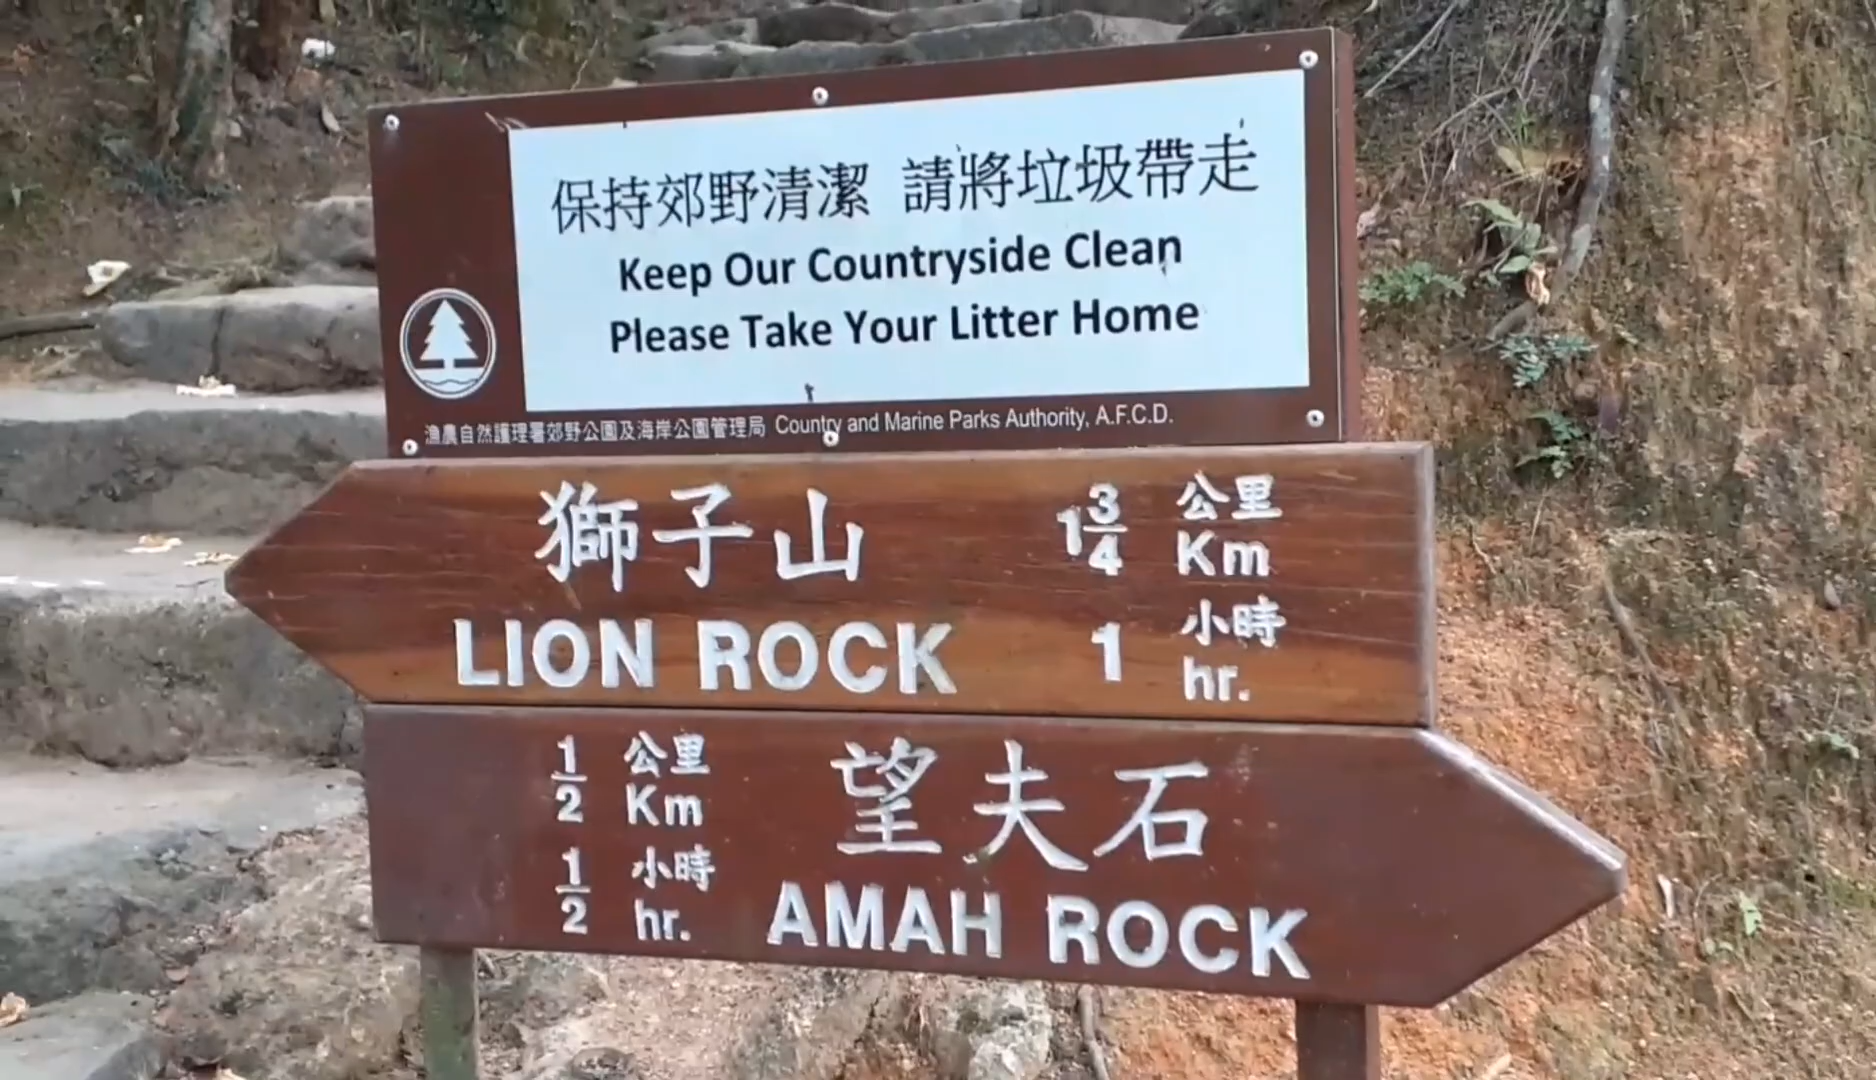 保持郊野清潔 請將垃圾帶走
Keep Our Countryside Clean
Please Take Your Litter Home
漁農自然護理署郊野公園及海岸公園管理局 Country and Marine Parks Authority, A.F.C.D.
獅子山 1 3/4 公里 Km
LION ROCK 1 小時 hr.
1/2 公里 Km 望夫石
1/2 小時 hr. AMAH ROCK